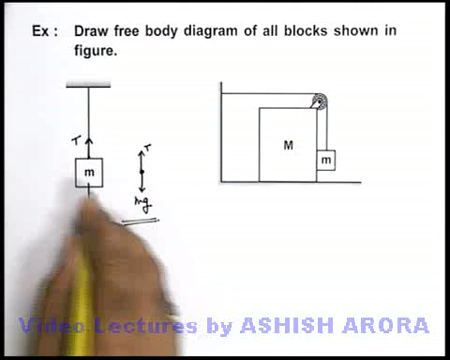 Ex : Draw free body diagram of all blocks shown in
figure.
T
m
T
mg
M
m
Video Lectures by ASHISH ARORA